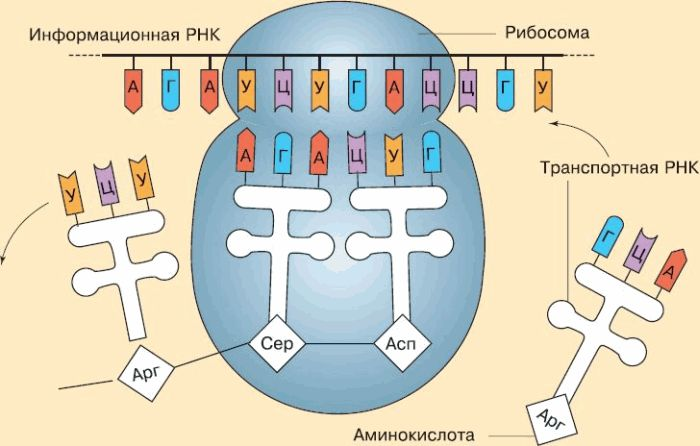 Информационная РНК
Рибосома
А Г А У Ц У Г А Ц Ц Г У
А Г А Ц У Г
У Ц У
Транспортная РНК
Г Ц А
Арг
Сер
Асп
Арг
Аминокислота